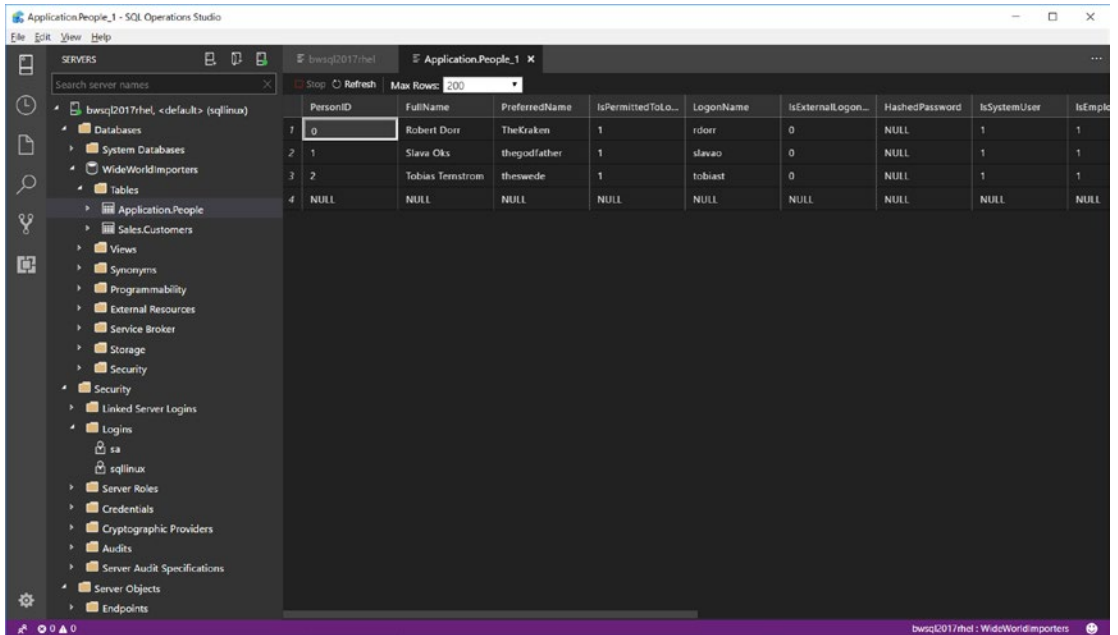 Application.People_1 - SQL Operations Studio
File Edit View Help
SERVERS
Search server names
bwsql2017rhel, <default> (sqllinux)
Databases
System Databases
WideWorldImporters
Tables
Application.People
Sales.Customers
Views
Synonyms
Programmability
External Resources
Service Broker
Storage
Security
Security
Linked Server Logins
Logins
sa
sqllinux
Server Roles
Credentials
Cryptographic Providers
Audits
Server Audit Specifications
Server Objects
Endpoints
bwsql2017rhel Application.People_1
Stop Refresh Max Rows: 200
PersonID FullName PreferredName IsPermittedToLo... LogonName IsExternalLogon... HashedPassword IsSystemUser IsEmplo
1 0 Robert Dorr TheKraken 1 rdorr 0 NULL 1 1
2 1 Slava Oks thegodfather 1 slavao 0 NULL 1 1
3 2 Tobias Ternstrom theswede 1 tobiast 0 NULL 1 1
4 NULL NULL NULL NULL NULL NULL NULL NULL NULL
0 0 bwsql2017rhel : WideWorldImporters